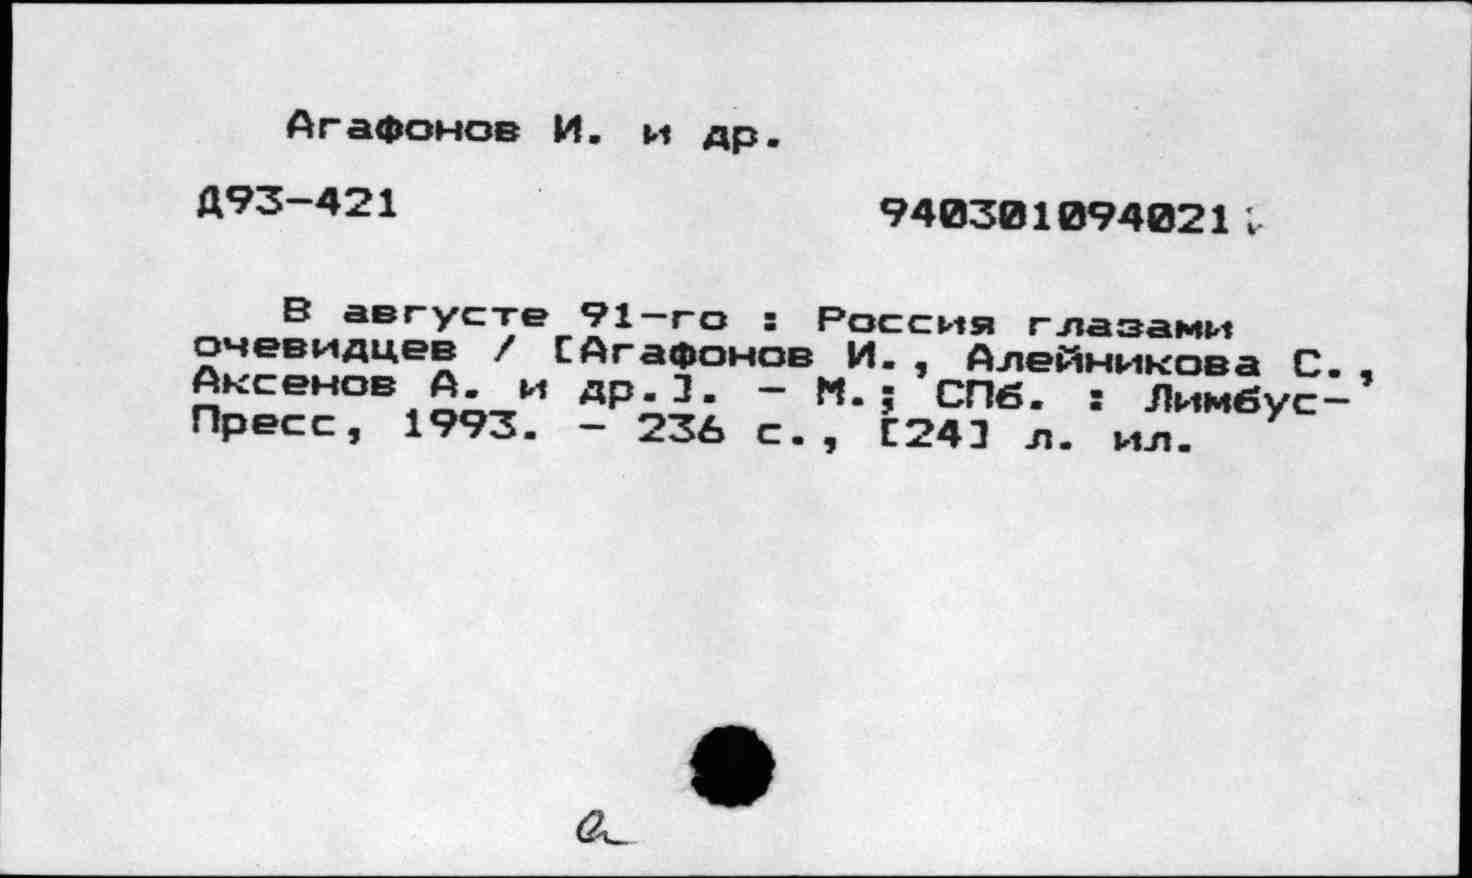 Агафонов И. и др.
Д93-421
940301094021
В августе 91-го : Россия глазами
очевидцев / [Агафонов И., Алейникова С.,
Аксенов А. и др.]. - М.; СПб. : Лимбус-
Пресс, 1993. - 236 с., [24] л. ил.